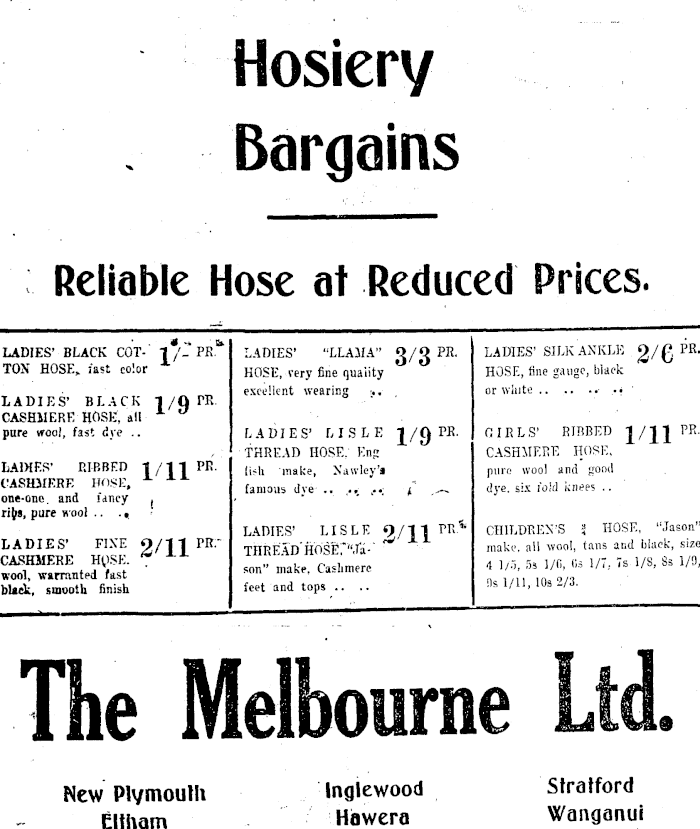 Hosiery
Bargains
Reliable Hose at Reduced Prices.
LADIES' BLACK COT-
TON HOSE, fast color
1/- PR.
LADIES' BLACK
CASHMERE HOSE, all
pure wool, fast dye ..
1/9 PR.
LADIES' RIBBED
CASHMERE HOSE,
one-one and fancy
ribs, pure wool .. ..
1/11 PR.
LADIES' FINE
CASHMERE HOSE.
wool, warranted fast
black, smooth finish
2/11 PR.
LADIES' "LLAMA"
HOSE, very fine quality
excellent wearing ..
3/3 PR.
LADIES' LISLE
THREAD HOSE. Eng
lish make, Nawley's
famous dye .. .. ..
1/9 PR.
LADIES' LISLE
THREAD HOSE, "Ja-
son" make, Cashmere
feet and tops .. ..
2/11 PR.
LADIES' SILK ANKLE
HOSE, fine gauge, black
or white .. .. .. ..
2/6 PR.
GIRLS' RIBBED
CASHMERE HOSE,
pure wool and good
dye, six fold knees ..
1/11 PR.
CHILDREN'S HOSE, "Jason"
make, all wool, tans and black, size
4 1/5, 5s 1/6, 6s 1/7, 7s 1/8, 8s 1/9,
9s 1/11, 10s 2/3.
The Melbourne Ltd.
New Plymouth Inglewood Stratford
Eltham Hawera Wanganui